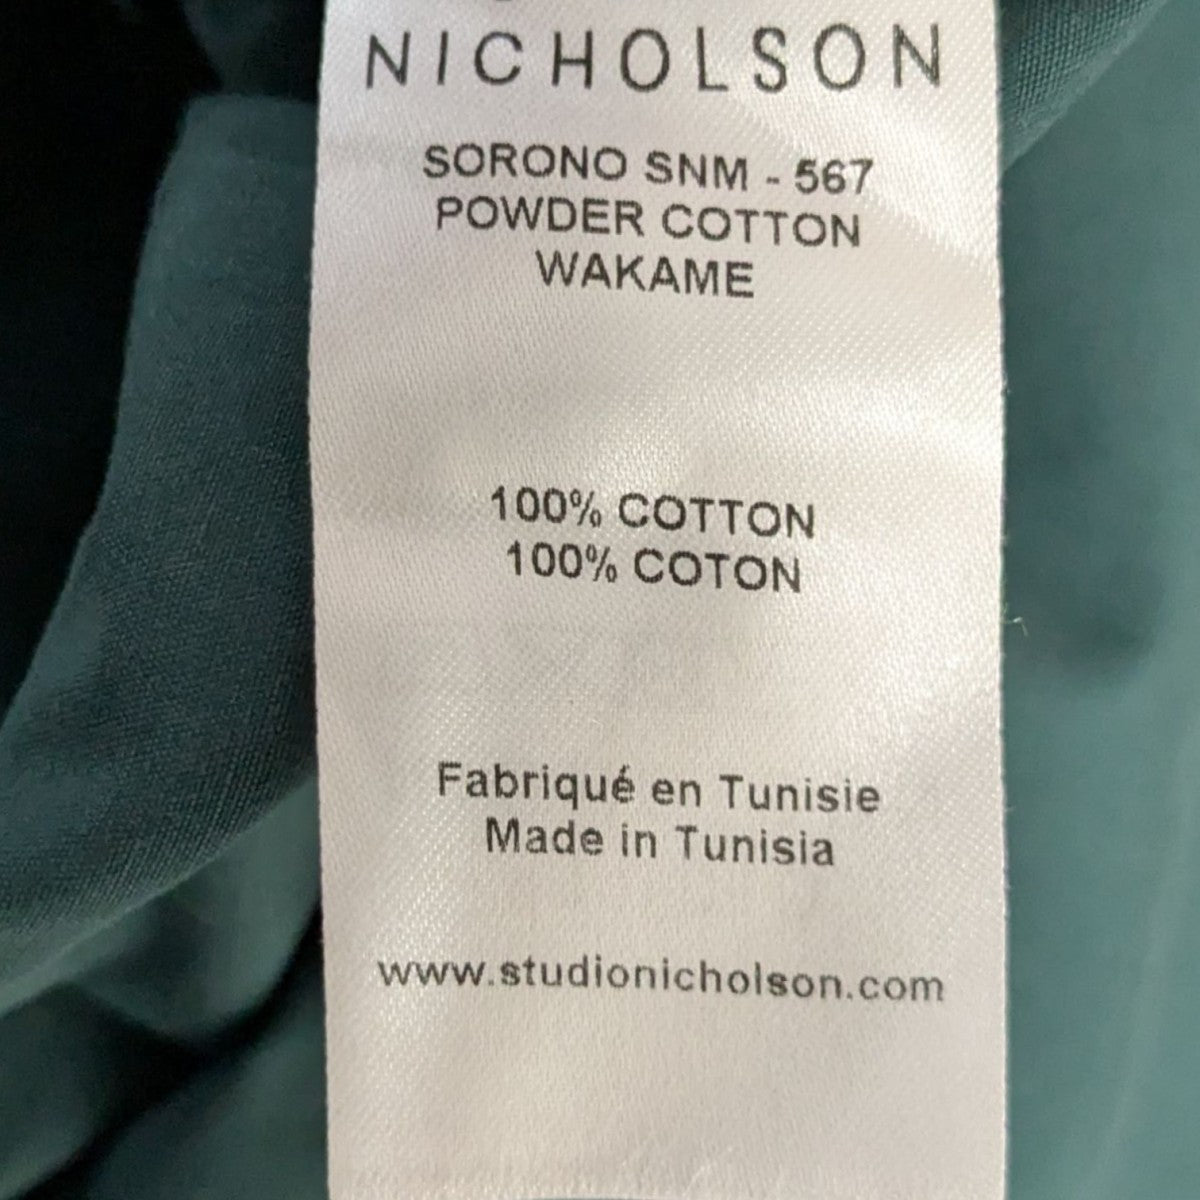 NICHOLSON
SORONO SNM - 567
POWDER COTTON
WAKAME
100% COTTON
100% COTON
Fabriqué en Tunisie
Made in Tunisia
www.studionicholson.com